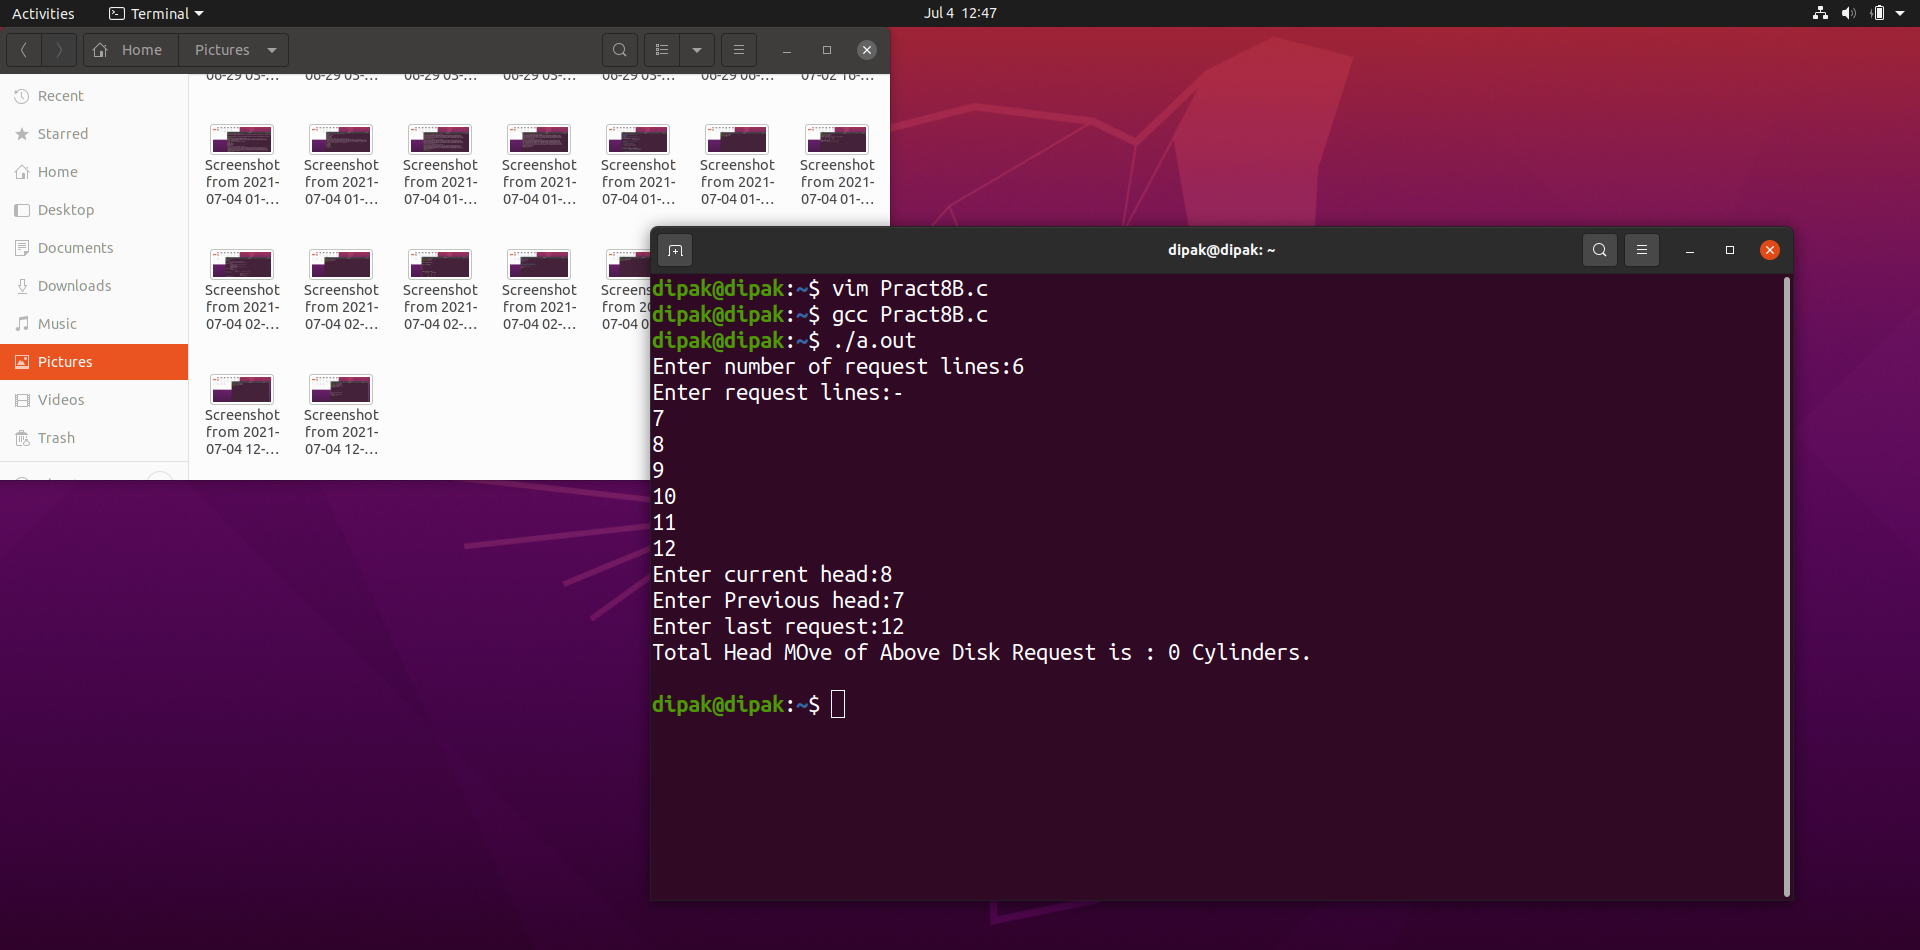 Activities
Terminal
Jul 4 12:47
Home
Pictures
06-29 03-... 06-29 03-... 06-29 03-... 06-29 03-... 06-29 03-... 06-29 06-... 07-02 16-...
Recent
Starred
Home
Desktop
Documents
Downloads
Music
Pictures
Videos
Trash
Screenshot Screenshot Screenshot Screenshot Screenshot Screenshot Screenshot
from 2021- from 2021- from 2021- from 2021- from 2021- from 2021- from 2021-
07-04 01-... 07-04 01-... 07-04 01-... 07-04 01-... 07-04 01-... 07-04 01-... 07-04 01-...
Screenshot Screenshot Screenshot Screenshot Screens
from 2021- from 2021- from 2021- from 2021- from 2
07-04 02-... 07-04 02-... 07-04 02-... 07-04 02-... 07-04 0
Screenshot Screenshot
from 2021- from 2021-
07-04 12-... 07-04 12-...
dipak@dipak: ~
dipak@dipak:~$ vim Pract8B.c
dipak@dipak:~$ gcc Pract8B.c
dipak@dipak:~$ ./a.out
Enter number of request lines:6
Enter request lines:-
7
8
9
10
11
12
Enter current head:8
Enter Previous head:7
Enter last request:12
Total Head MOve of Above Disk Request is : 0 Cylinders.
dipak@dipak:~$